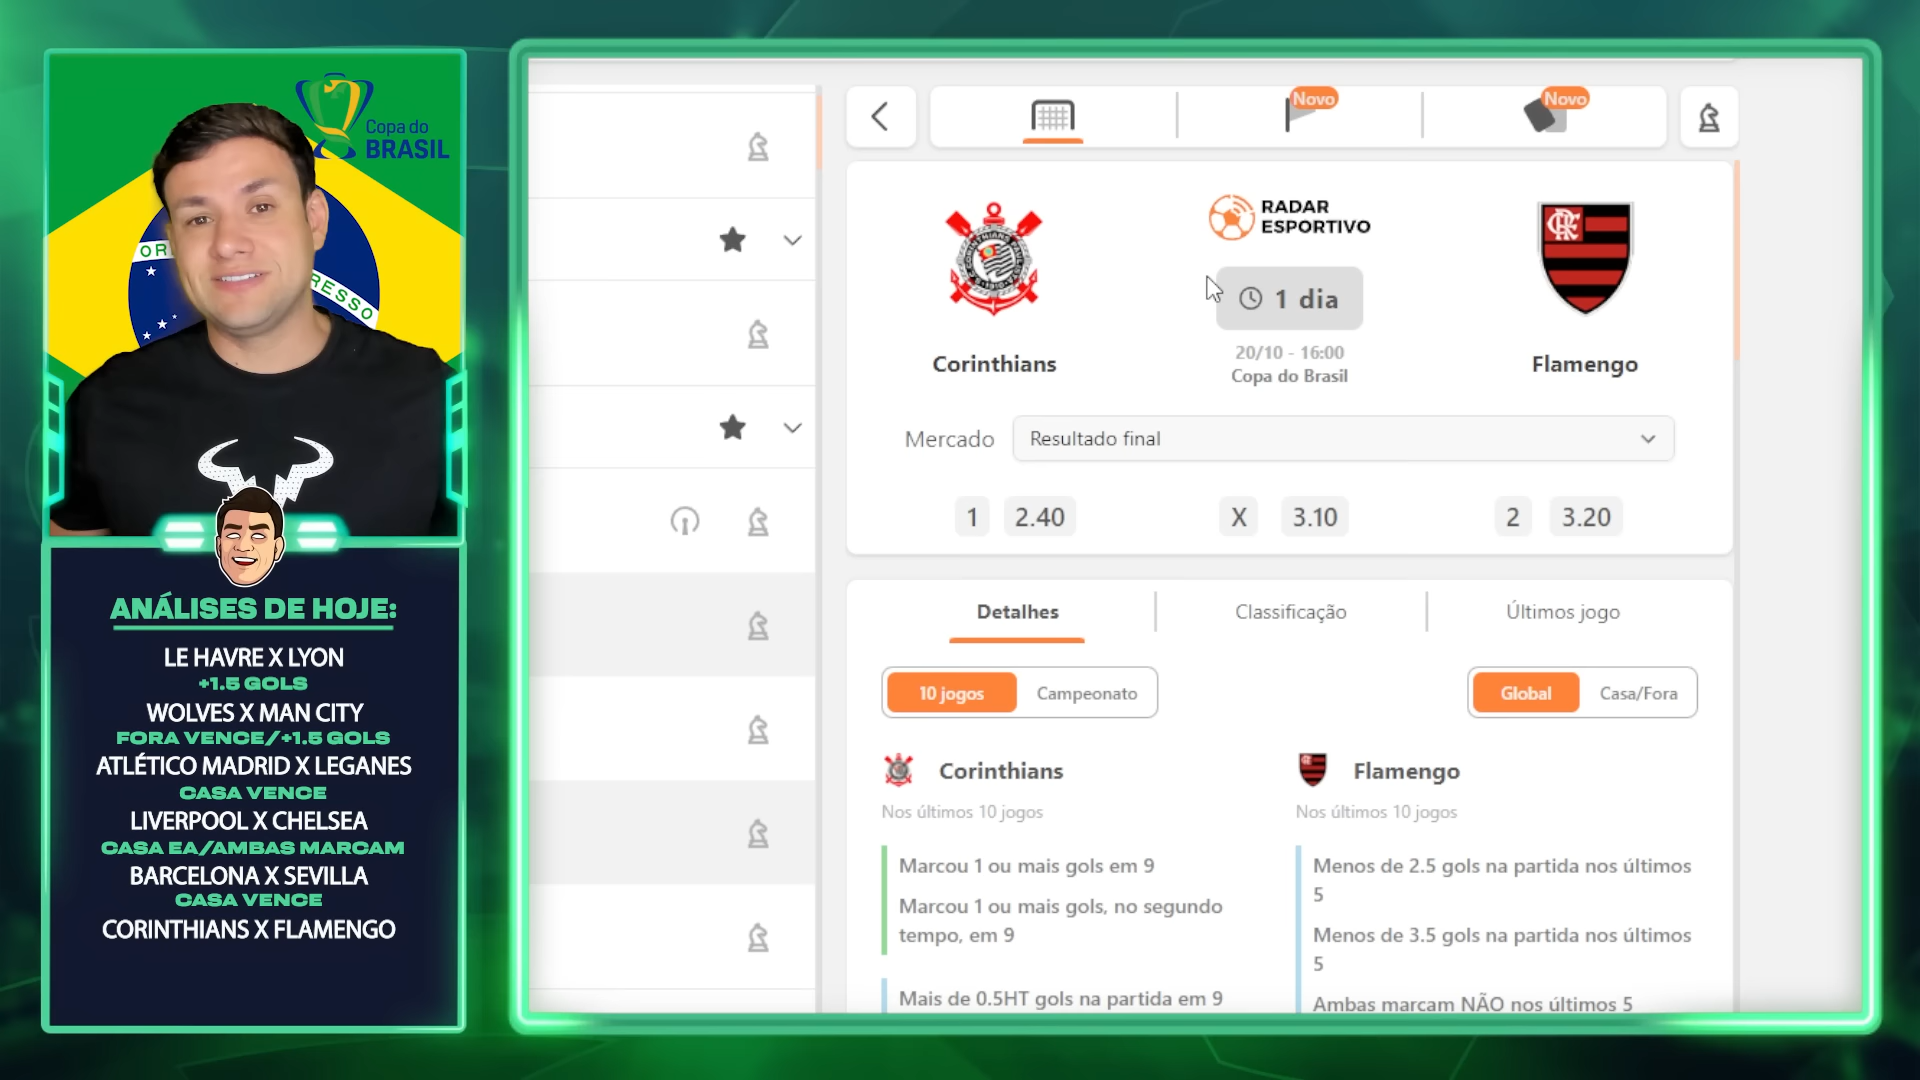 Copa do
BRASIL
OR
RESSO
ANÁLISES DE HOJE:
LE HAVRE X LYON
+1.5 GOLS
WOLVES X MAN CITY
FORA VENCE/+1.5 GOLS
ATLÉTICO MADRID X LEGANES
CASA VENCE
LIVERPOOL X CHELSEA
CASA EA/AMBAS MARCAM
BARCELONA X SEVILLA
CASA VENCE
CORINTHIANS X FLAMENGO
Novo
Novo
RADAR
ESPORTIVO
1 dia
20/10 - 16:00
Copa do Brasil
Corinthians
Flamengo
Mercado
Resultado final
1 2.40 X 3.10 2 3.20
Detalhes
Classificação
Últimos jogo
10 jogos
Campeonato
Global
Casa/Fora
Corinthians
Nos últimos 10 jogos
Marcou 1 ou mais gols em 9
Marcou 1 ou mais gols, no segundo
tempo, em 9
Mais de 0.5HT gols na partida em 9
Flamengo
Nos últimos 10 jogos
Menos de 2.5 gols na partida nos últimos
5
Menos de 3.5 gols na partida nos últimos
5
Ambas marcam NÃO nos últimos 5